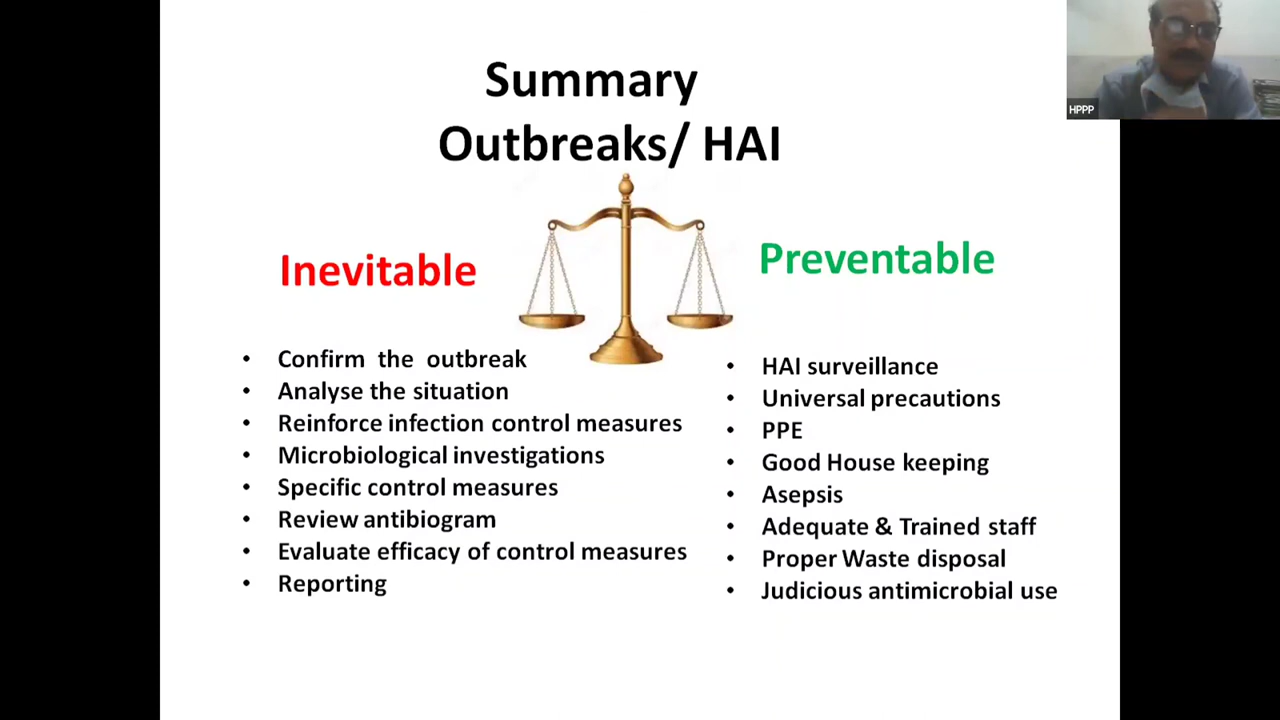 Summary
Outbreaks/ HAI
HPPP
Inevitable
Preventable
Confirm the outbreak
Analyse the situation
Reinforce infection control measures
Microbiological investigations
Specific control measures
Review antibiogram
Evaluate efficacy of control measures
Reporting
HAI surveillance
Universal precautions
PPE
Good House keeping
Asepsis
Adequate & Trained staff
Proper Waste disposal
Judicious antimicrobial use